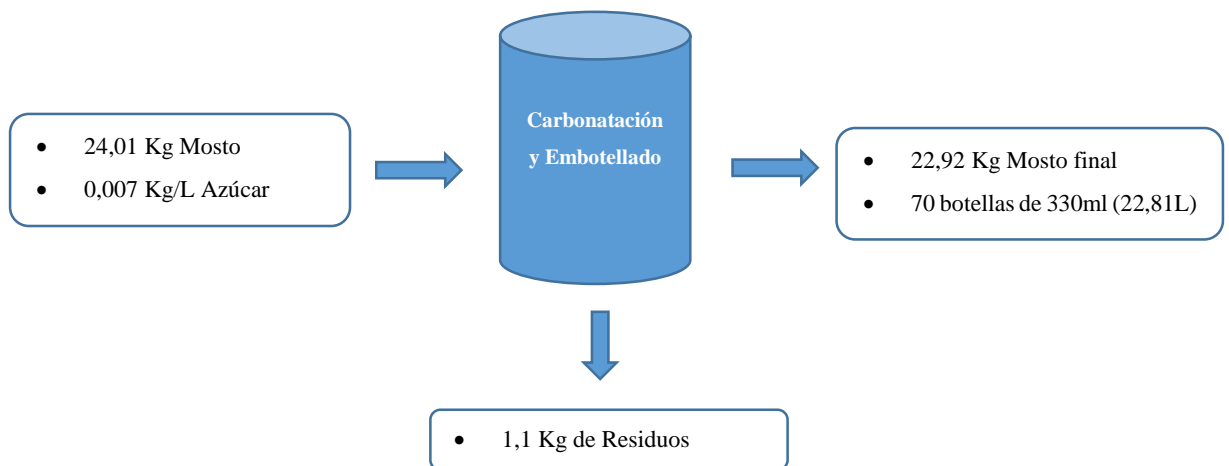 • 24,01 Kg Mosto
• 0,007 Kg/L Azúcar
Carbonatación
y Embotellado
• 22,92 Kg Mosto final
• 70 botellas de 330ml (22,81L)
• 1,1 Kg de Residuos